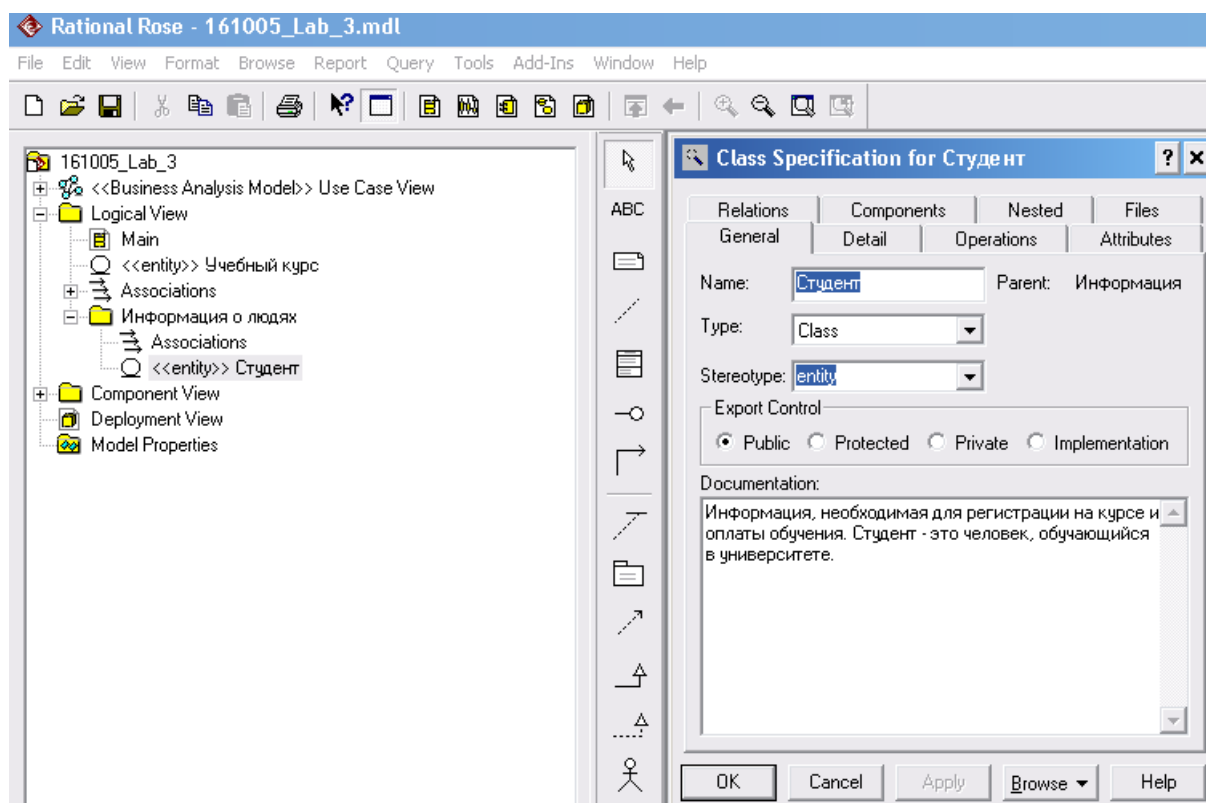 Rational Rose - 161005_Lab_3.mdl
File Edit View Format Browse Report Query Tools Add-Ins Window Help
161005_Lab_3
<<Business Analysis Model>> Use Case View
Logical View
Main
<<entity>> Учебный курс
Associations
Информация о людях
Associations
<<entity>> Студент
Component View
Deployment View
Model Properties
ABC
Class Specification for Студент
Relations Components Nested Files
General Detail Operations Attributes
Name: Студент Parent: Информация
Type: Class
Stereotype: entity
Export Control
Public Protected Private Implementation
Documentation:
Информация, необходимая для регистрации на курсе и
оплаты обучения. Студент - это человек, обучающийся
в университете.
OK Cancel Apply Browse Help